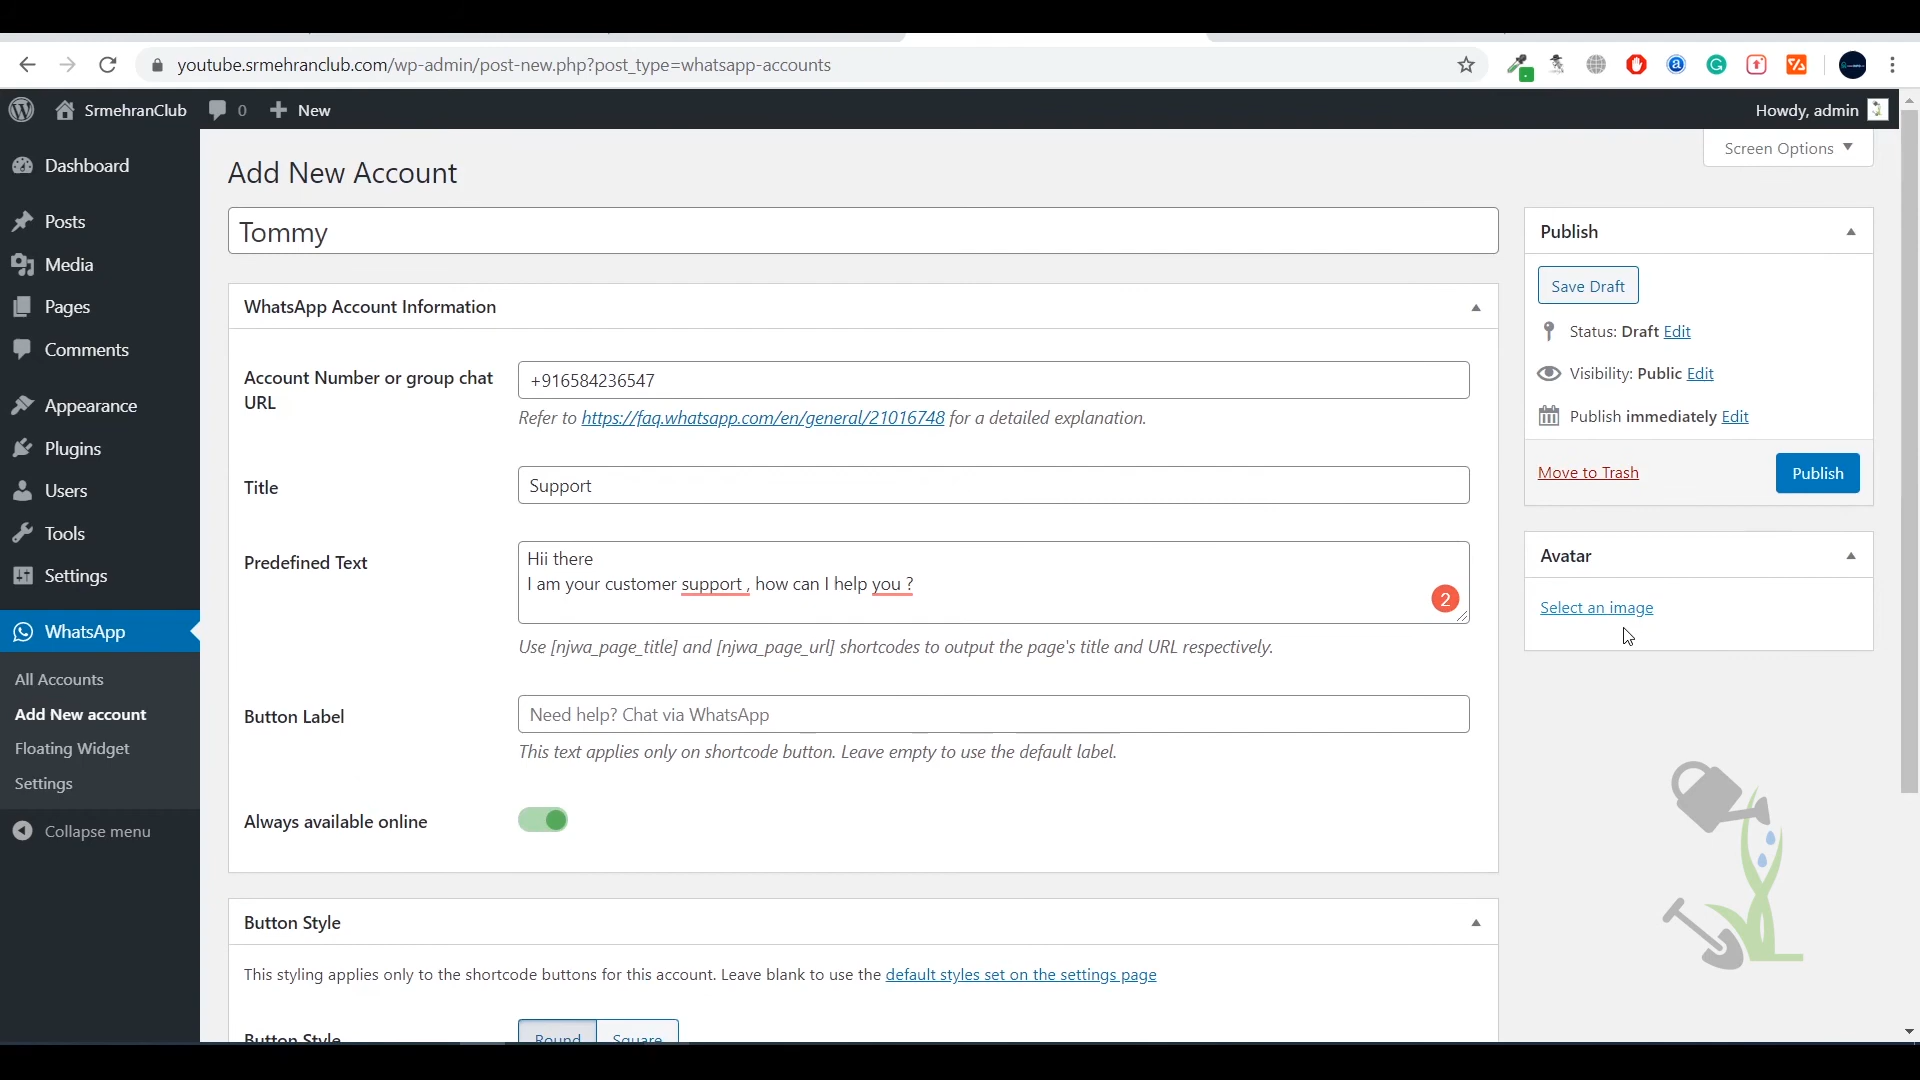 youtube.srmehranclub.com/wp-admin/post-new.php?post_type=whatsapp-accounts
SrmehranClub 0 New
Howdy, admin
Screen Options
Dashboard
Posts
Media
Pages
Comments
Appearance
Plugins
Users
Tools
Settings
WhatsApp
All Accounts
Add New account
Floating Widget
Settings
Collapse menu
Add New Account
Tommy
WhatsApp Account Information
Account Number or group chat
URL
+916584236547
Refer to https://faq.whatsapp.com/en/general/21016748 for a detailed explanation.
Title
Support
Predefined Text
Hii there
I am your customer support , how can I help you ?
2
Use [njwa_page_title] and [njwa_page_url] shortcodes to output the page's title and URL respectively.
Button Label
Need help? Chat via WhatsApp
This text applies only on shortcode button. Leave empty to use the default label.
Always available online
Button Style
This styling applies only to the shortcode buttons for this account. Leave blank to use the default styles set on the settings page
Button Style
Round Square
Publish
Save Draft
Status: Draft Edit
Visibility: Public Edit
Publish immediately Edit
Move to Trash
Publish
Avatar
Select an image